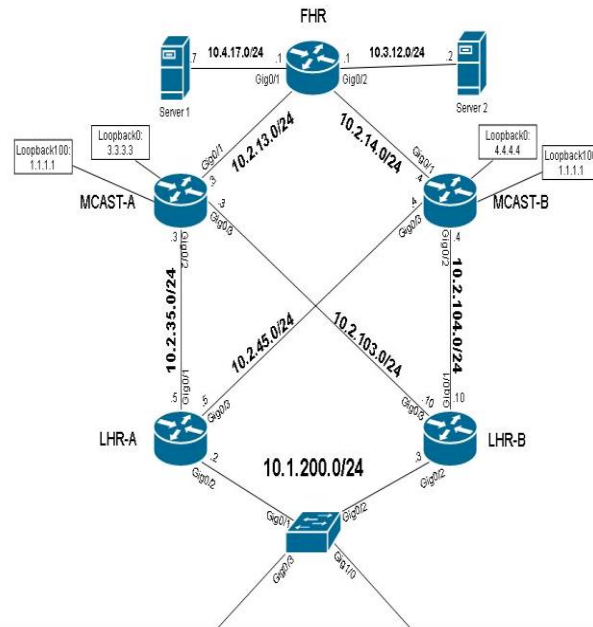 FHR
10.4.17.0/24
10.3.12.0/24
.7
.1
.1
.2
Gig0/1
Gig0/2
Server 1
Server 2
Loopback0:
3.3.3.3
Loopback100:
1.1.1.1
Gig0/1
10.2.13.0/24
10.2.14.0/24
Gig0/1
Loopback0:
4.4.4.4
Loopback100:
1.1.1.1
MCAST-A
.3
.3
Gig0/3
.3
Gig0/2
MCAST-B
.4
.4
Gig0/3
.4
Gig0/2
10.2.35.0/24
10.2.45.0/24
10.2.103.0/24
10.2.104.0/24
Gig0/1
.5
.5
Gig0/3
.10
Gig0/3
Gig0/1
.10
LHR-A
LHR-B
.2
Gig0/2
10.1.200.0/24
.3
Gig0/2
Gig0/1
Gig0/2
Gig0/3
Gig1/0